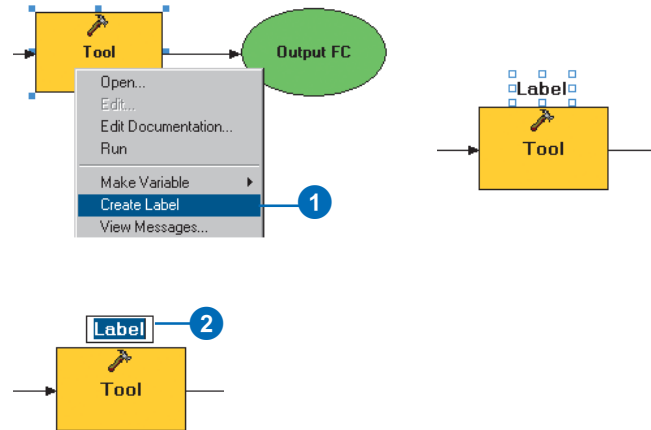 Tool
Output FC
Open...
Edit...
Edit Documentation...
Run
Make Variable
Create Label
1
View Messages...
Label
Tool
Label
2
Tool